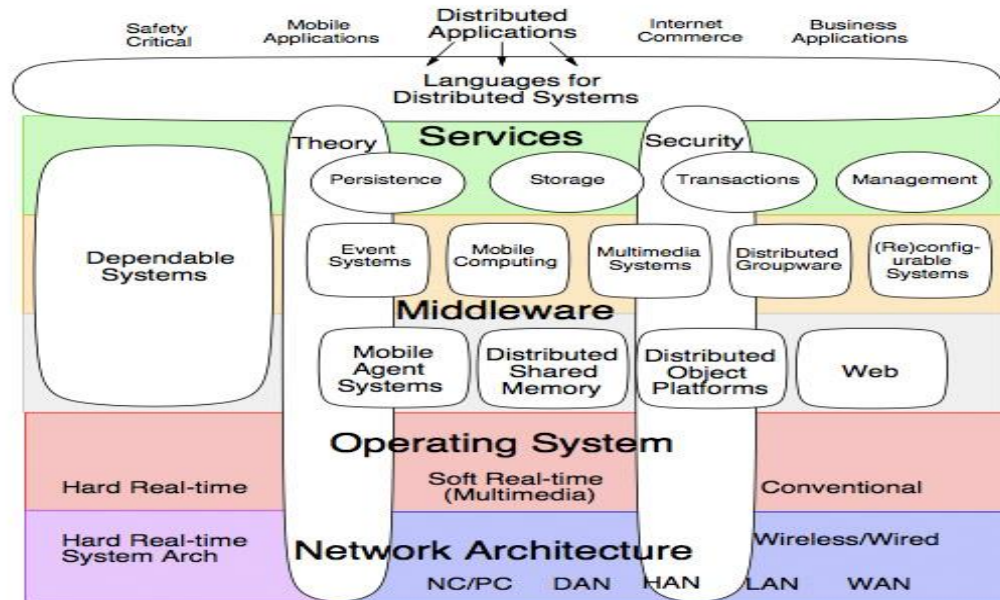 Safety
Critical
Mobile
Applications
Distributed
Applications
Internet
Commerce
Business
Applications
Languages for
Distributed Systems
Theory
Services
Security
Persistence
Storage
Transactions
Management
Dependable
Systems
Event
Systems
Mobile
Computing
Multimedia
Systems
Distributed
Groupware
(Re)config-
urable
Systems
Middleware
Mobile
Agent
Systems
Distributed
Shared
Memory
Distributed
Object
Platforms
Web
Operating System
Hard Real-time
Soft Real-time
(Multimedia)
Conventional
Hard Real-time
System Arch
Network Architecture
Wireless/Wired
NC/PC DAN HAN LAN WAN